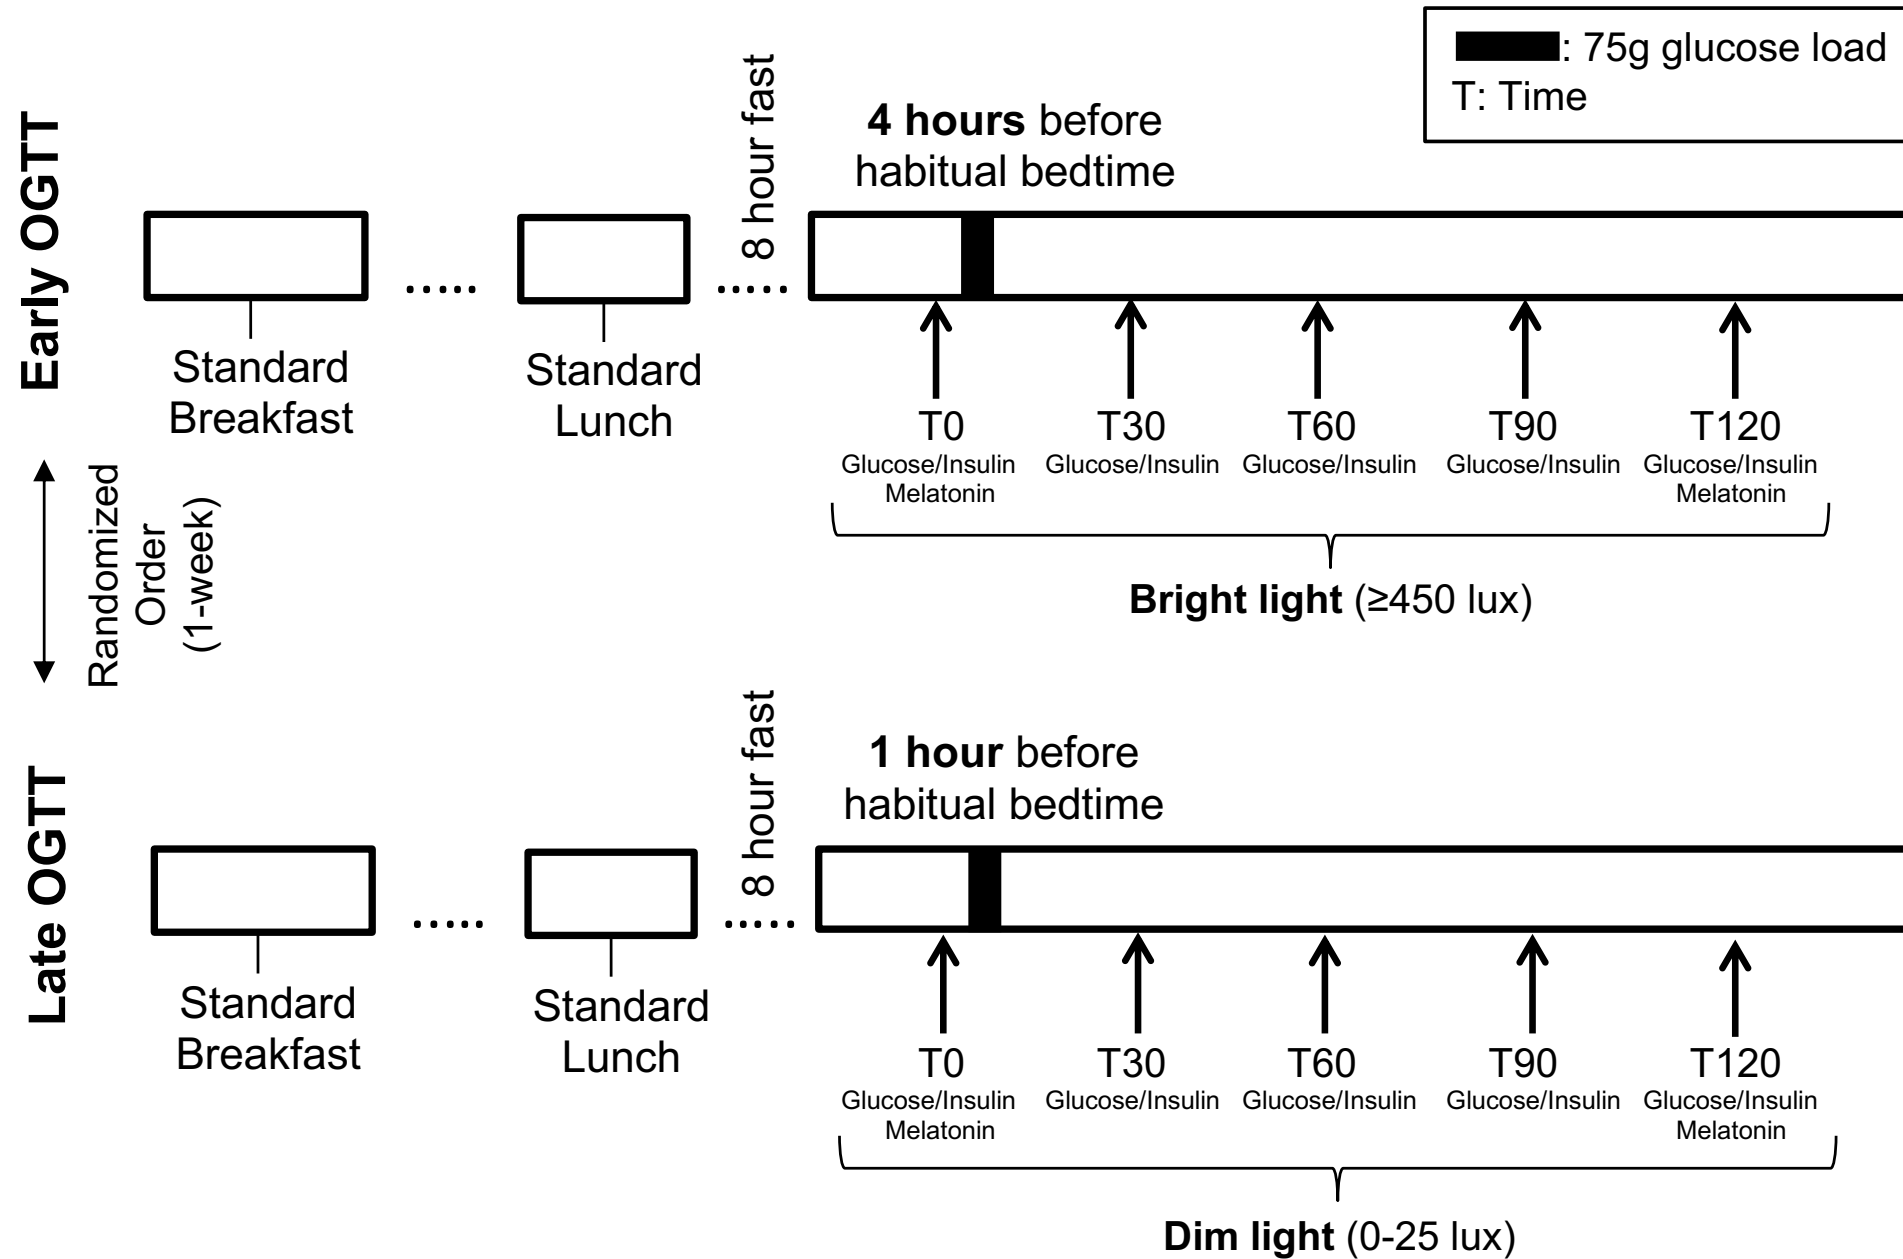 : 75g glucose load
T: Time
Early OGTT
8 hour fast
4 hours before
habitual bedtime
.....
.....
Standard
Breakfast
Standard
Lunch
T0
Glucose/Insulin
Melatonin
T30
Glucose/Insulin
T60
Glucose/Insulin
T90
Glucose/Insulin
T120
Glucose/Insulin
Melatonin
Bright light (≥450 lux)
Randomized
Order
(1-week)
Late OGTT
8 hour fast
1 hour before
habitual bedtime
.....
.....
Standard
Breakfast
Standard
Lunch
T0
Glucose/Insulin
Melatonin
T30
Glucose/Insulin
T60
Glucose/Insulin
T90
Glucose/Insulin
T120
Glucose/Insulin
Melatonin
Dim light (0-25 lux)